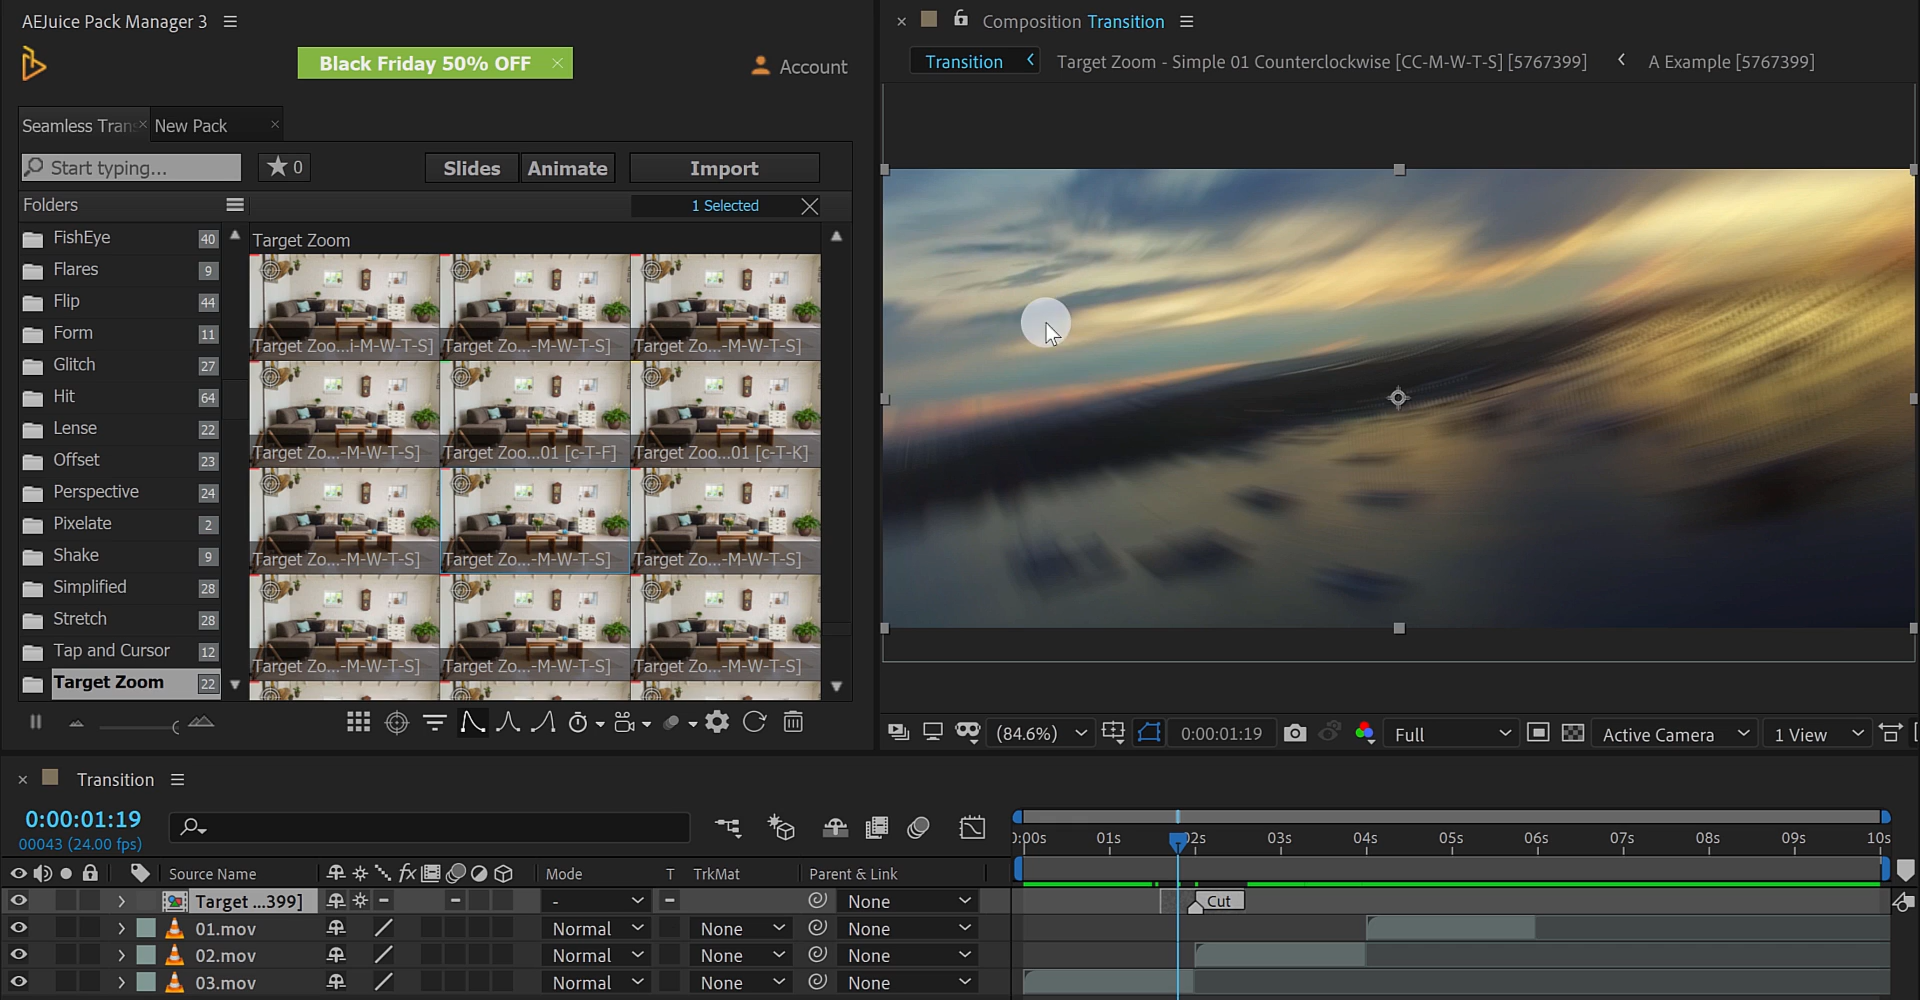 AEJuice Pack Manager 3
Black Friday 50% OFF
Account
Seamless Tran
New Pack
Start typing...
0
Slides
Animate
Import
Folders
1 Selected
FishEye 40
Flares 9
Flip 44
Form 11
Glitch 27
Hit 64
Lense 22
Offset 23
Perspective 24
Pixelate 2
Shake 9
Simplified 28
Stretch 28
Tap and Cursor 12
Target Zoom 22
Target Zoom
Target Zoo...i-M-W-T-S] Target Zo...-M-W-T-S] Target Zo...-M-W-T-S]
Target Zo...-M-W-T-S] Target Zoo...01 [c-T-F] Target Zoo...01 [c-T-K]
Target Zo...-M-W-T-S] Target Zo...-M-W-T-S] Target Zo...-M-W-T-S]
Target Zo...-M-W-T-S] Target Zo...-M-W-T-S] Target Zo...-M-W-T-S]
Composition Transition
Transition
Target Zoom - Simple 01 Counterclockwise [CC-M-W-T-S] [5767399]
A Example [5767399]
(84.6%)
0:00:01:19
Full
Active Camera
1 View
Transition
0:00:01:19
00043 (24.00 fps)
0:00s 01s 02s 03s 04s 05s 06s 07s 08s 09s 10s
Source Name
fx
Mode
T TrkMat
Parent & Link
Target ...399] - None
Cut
01.mov Normal None None
02.mov Normal None None
03.mov Normal None None